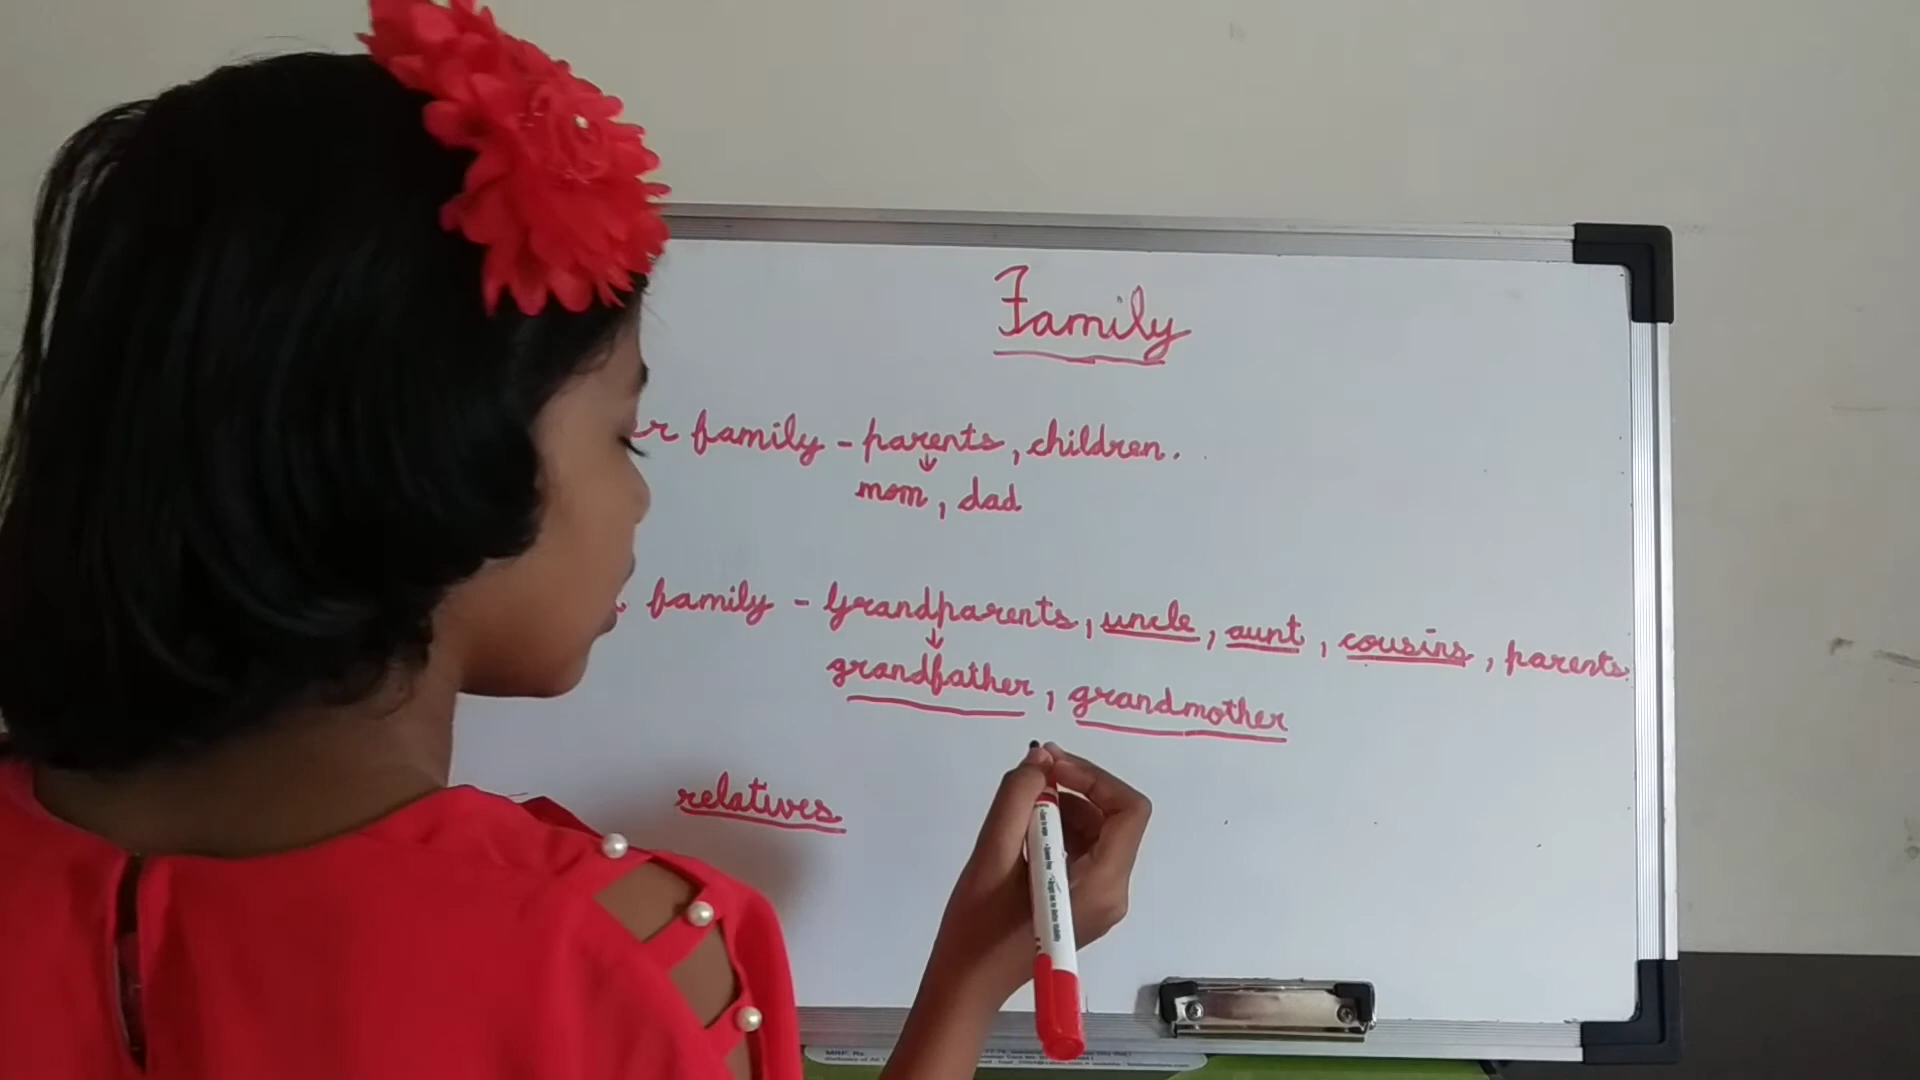 Family
family - parents, children.
mom, dad
family - Grandparents, uncle, aunt, cousins, parents.
grandfather, grandmother
relatives